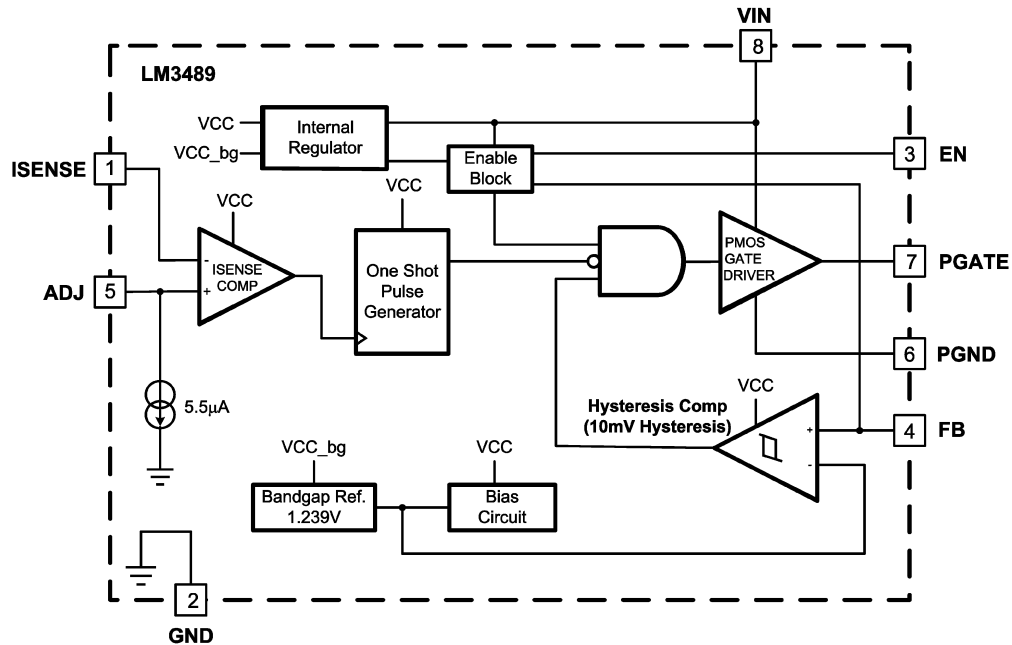 VIN
8
LM3489
VCC
VCC_bg
Internal
Regulator
Enable
Block
3
EN
ISENSE
1
VCC
VCC
-
ISENSE
COMP
+
ADJ
5
One Shot
Pulse
Generator
PMOS
GATE
DRIVER
7
PGATE
6
PGND
5.5µA
VCC
Hysteresis Comp
(10mV Hysteresis)
+
-
4
FB
VCC_bg
VCC
Bandgap Ref.
1.239V
Bias
Circuit
2
GND